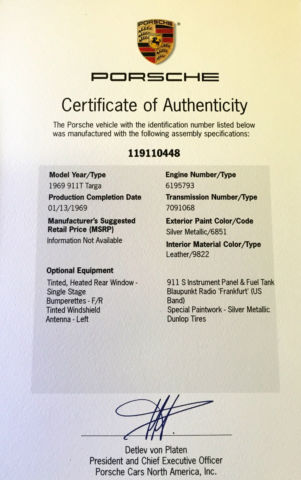 PORSCHE
PORSCHE
Certificate of Authenticity
The Porsche vehicle with the identification number listed below
was manufactured with the following assembly specifications:
119110448
Model Year/Type
1969 911T Targa
Production Completion Date
01/13/1969
Manufacturer's Suggested
Retail Price (MSRP)
Information Not Available
Engine Number/Type
6195793
Transmission Number/Type
7091068
Exterior Paint Color/Code
Silver Metallic/6851
Interior Material Color/Type
Leather/9822
Optional Equipment
Tinted, Heated Rear Window -
Single Stage
Bumperettes - F/R
Tinted Windshield
Antenna - Left
911 S Instrument Panel & Fuel Tank
Blaupunkt Radio 'Frankfurt' (US
Band)
Special Paintwork - Silver Metallic
Dunlop Tires
Detlev von Platen
President and Chief Executive Officer
Porsche Cars North America, Inc.